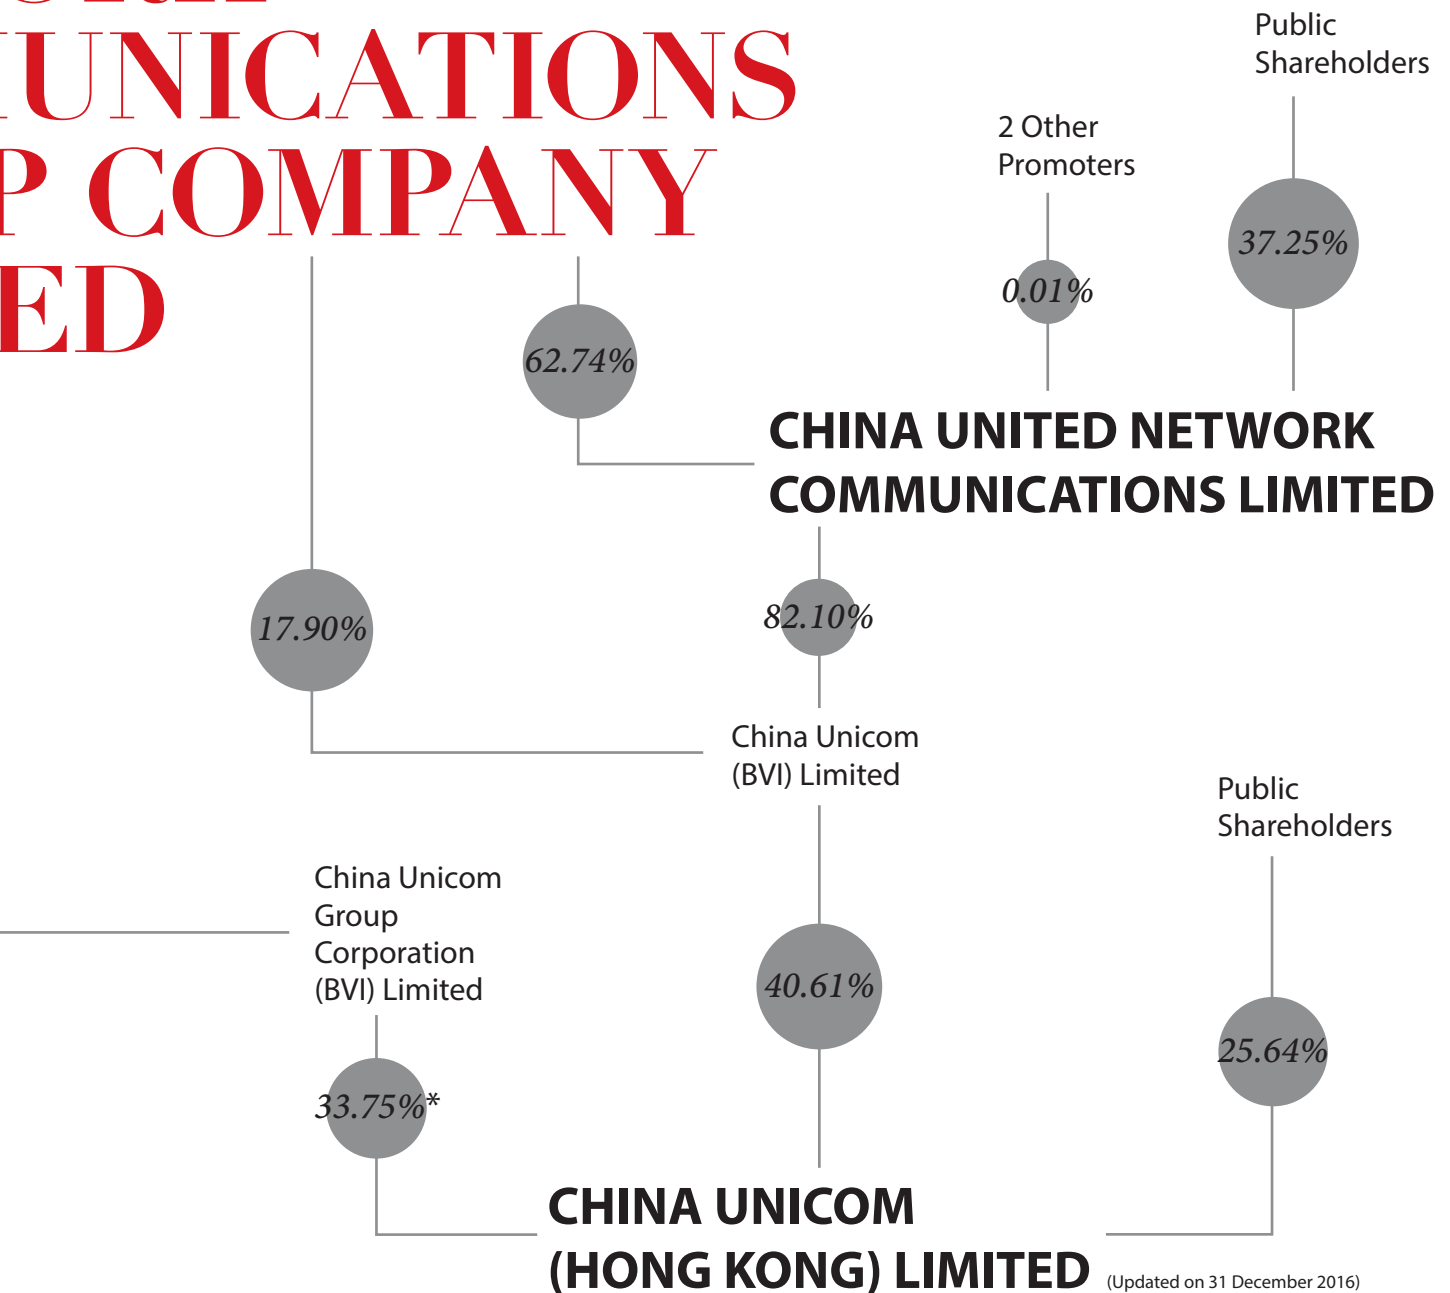 UNICATIONS
P COMPANY
ED
Public
Shareholders
2 Other
Promoters
37.25%
0.01%
62.74%
CHINA UNITED NETWORK
COMMUNICATIONS LIMITED
17.90%
82.10%
China Unicom
(BVI) Limited
Public
Shareholders
China Unicom
Group
Corporation
(BVI) Limited
40.61%
25.64%
33.75%*
CHINA UNICOM
(HONG KONG) LIMITED
(Updated on 31 December 2016)